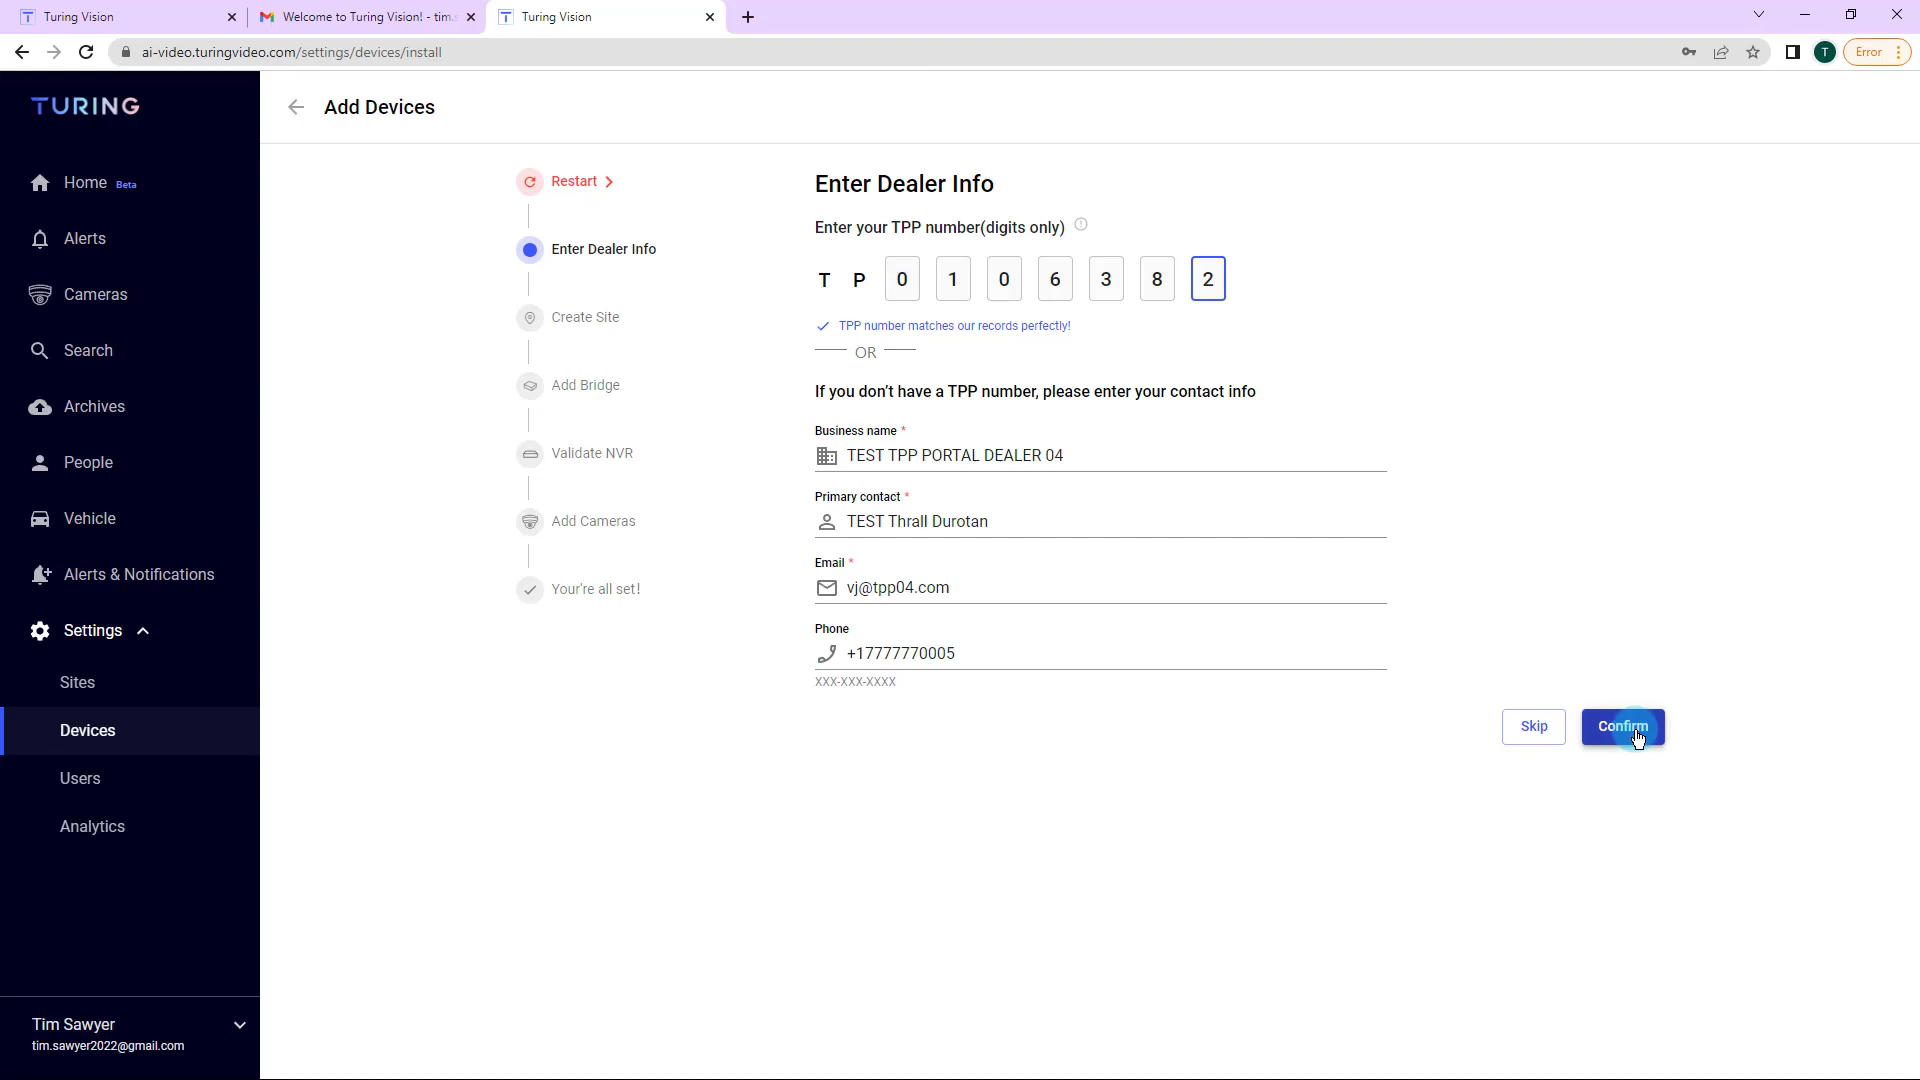 Turing Vision
Welcome to Turing Vision! - tim.s
Turing Vision
ai-video.turingvideo.com/settings/devices/install
T
Error
TURING
Add Devices
Home Beta
Alerts
Cameras
Search
Archives
People
Vehicle
Alerts & Notifications
Settings
Sites
Devices
Users
Analytics
Tim Sawyer
tim.sawyer2022@gmail.com
Restart
Enter Dealer Info
Create Site
Add Bridge
Validate NVR
Add Cameras
Your're all set!
Enter Dealer Info
Enter your TPP number(digits only)
T P 0 1 0 6 3 8 2
TPP number matches our records perfectly!
OR
If you don't have a TPP number, please enter your contact info
Business name *
TEST TPP PORTAL DEALER 04
Primary contact *
TEST Thrall Durotan
Email *
vj@tpp04.com
Phone
+17777770005
XXX-XXX-XXXX
Skip
Confirm